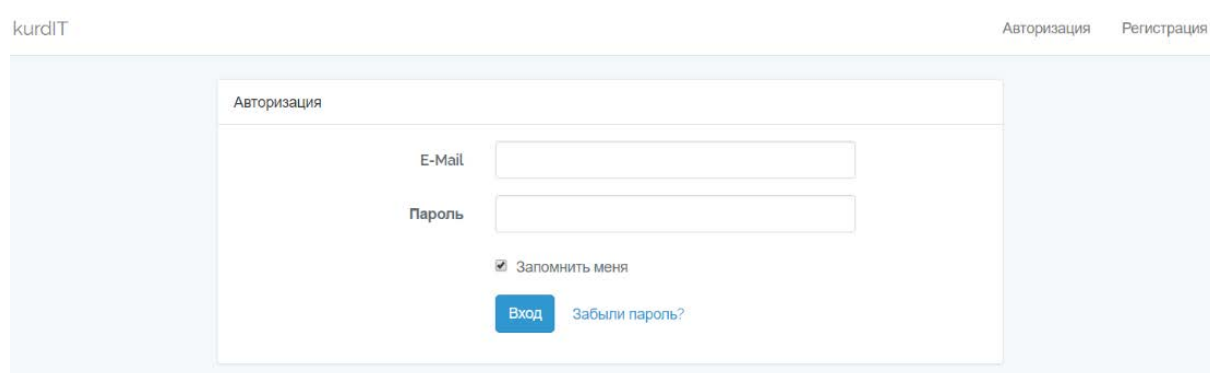 kurdIT
Авторизация Регистрация
Авторизация
E-Mail
Пароль
Запомнить меня
Вход Забыли пароль?